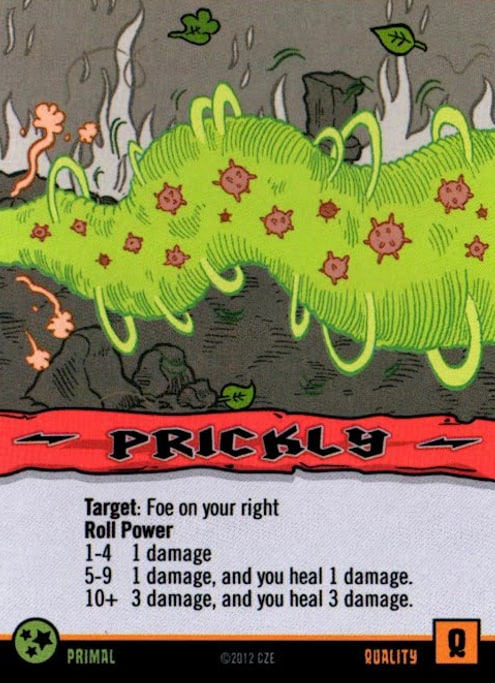 PRICKLY
Target: Foe on your right
Roll Power
1-4 1 damage
5-9 1 damage, and you heal 1 damage.
10+ 3 damage, and you heal 3 damage.
PRIMAL ©2012 CZE QUALITY Q